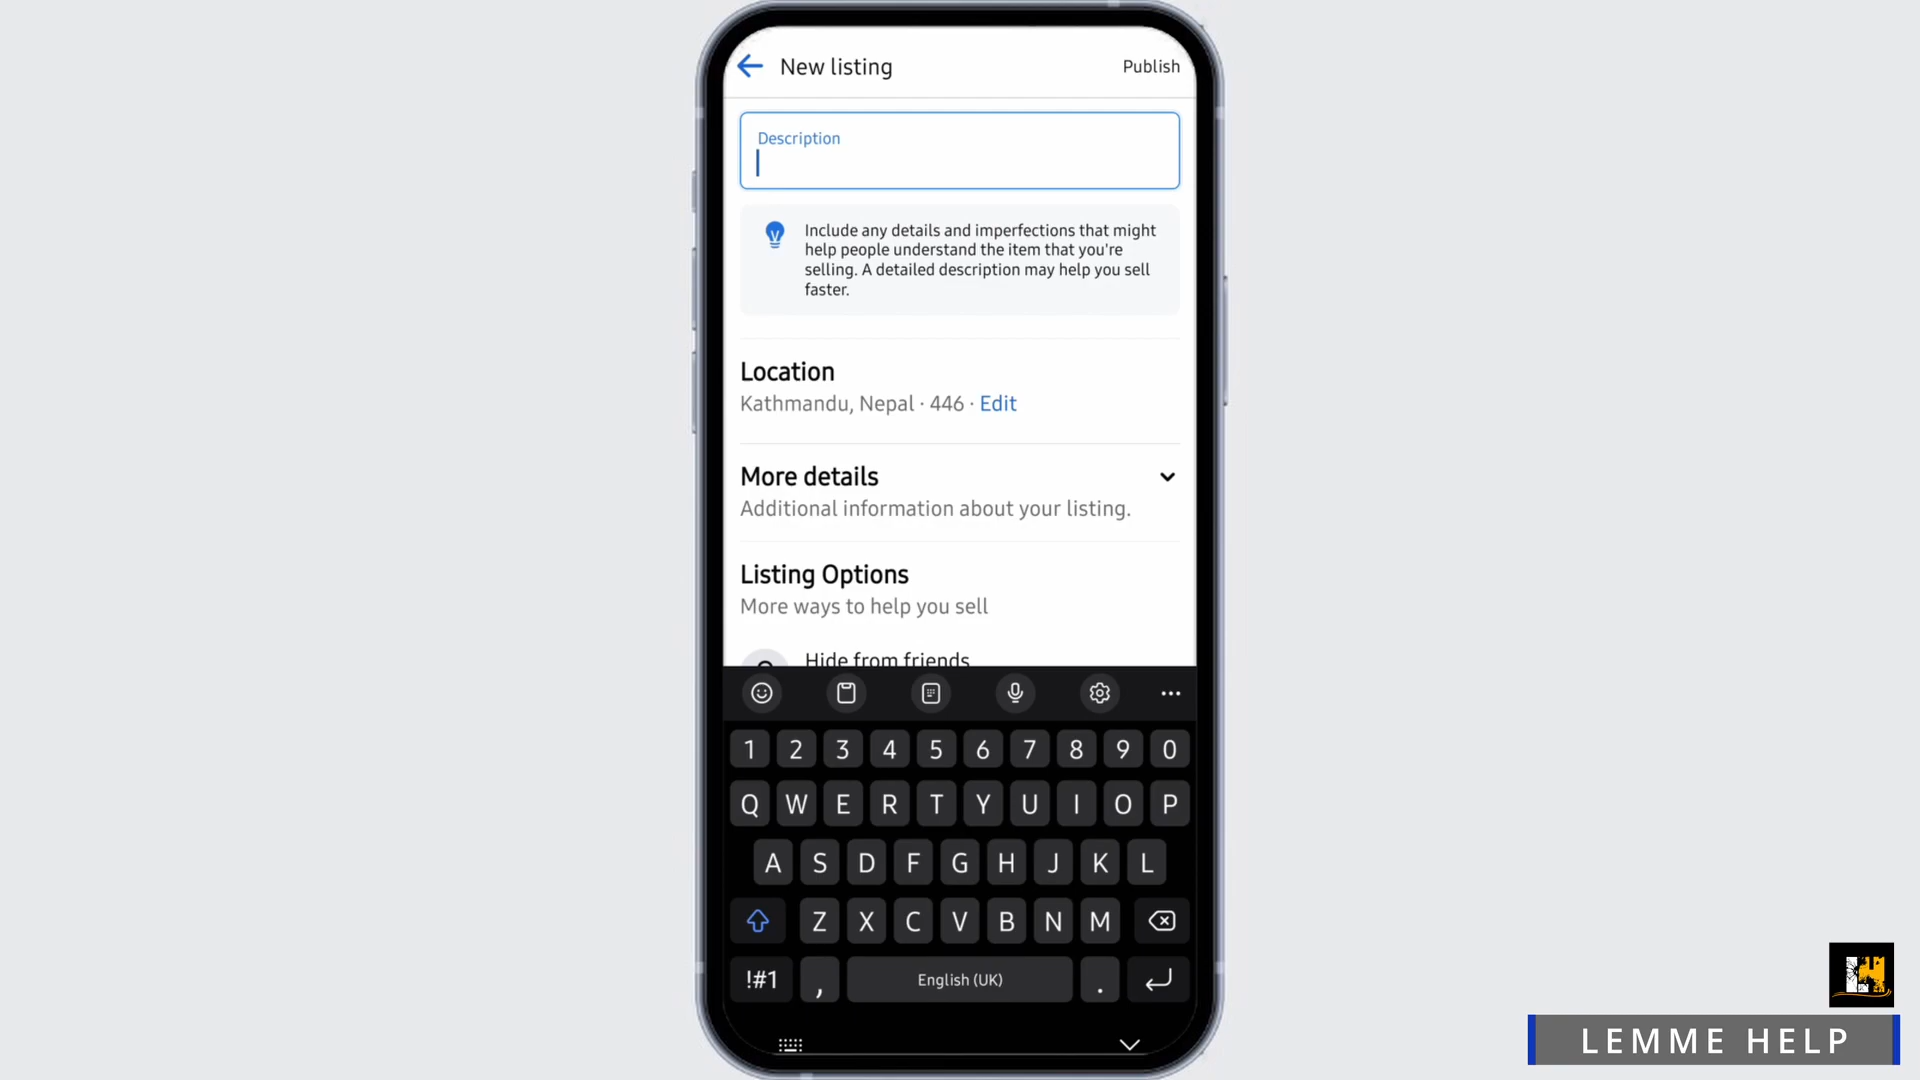 New listing
Publish
Description
Include any details and imperfections that might
help people understand the item that you're
selling. A detailed description may help you sell
faster.
Location
Kathmandu, Nepal · 446 · Edit
More details
Additional information about your listing.
Listing Options
More ways to help you sell
Hide from friends
1 2 3 4 5 6 7 8 9 0
Q W E R T Y U I O P
A S D F G H J K L
Z X C V B N M
!#1 , English (UK) .
LEMME HELP